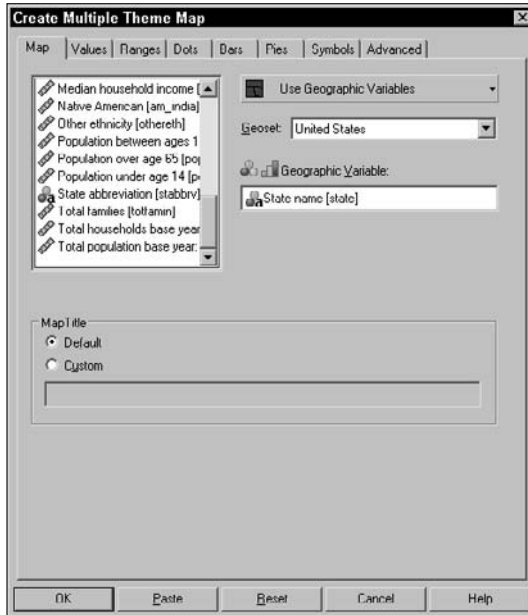 Create Multiple Theme Map
Map Values Ranges Dots Bars Pies Symbols Advanced
Median household income [
Native American [am_india]
Other ethnicity [othereth]
Population between ages 1
Population over age 65 [po
Population under age 14 [p
State abbreviation [stabbrv]
Total families [totfamin]
Total households base year
Total population base year:
Use Geographic Variables
Geoset: United States
Geographic Variable:
State name [state]
Map Title
Default
Custom
OK Paste Reset Cancel Help